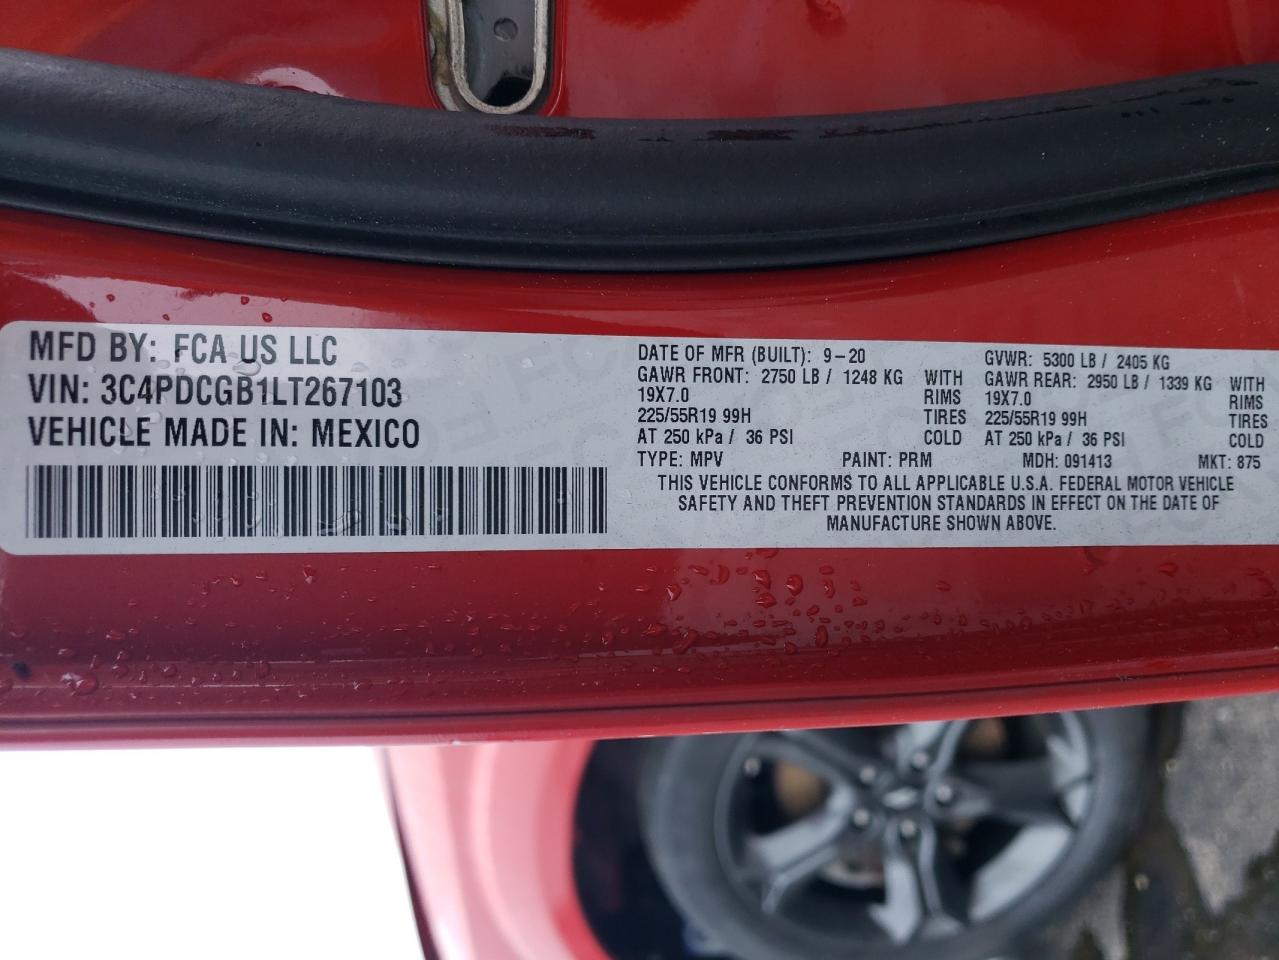 MFD BY: FCA US LLC
VIN: 3C4PDCGB1LT267103
VEHICLE MADE IN: MEXICO
DATE OF MFR (BUILT): 9-20
GAWR FRONT: 2750 LB / 1248 KG WITH
19X7.0 RIMS
225/55R19 99H TIRES
AT 250 kPa / 36 PSI COLD
GVWR: 5300 LB / 2405 KG
GAWR REAR: 2950 LB / 1339 KG WITH
19X7.0 RIMS
225/55R19 99H TIRES
AT 250 kPa / 36 PSI COLD
TYPE: MPV PAINT: PRM MDH: 091413 MKT: 875
THIS VEHICLE CONFORMS TO ALL APPLICABLE U.S.A. FEDERAL MOTOR VEHICLE
SAFETY AND THEFT PREVENTION STANDARDS IN EFFECT ON THE DATE OF
MANUFACTURE SHOWN ABOVE.